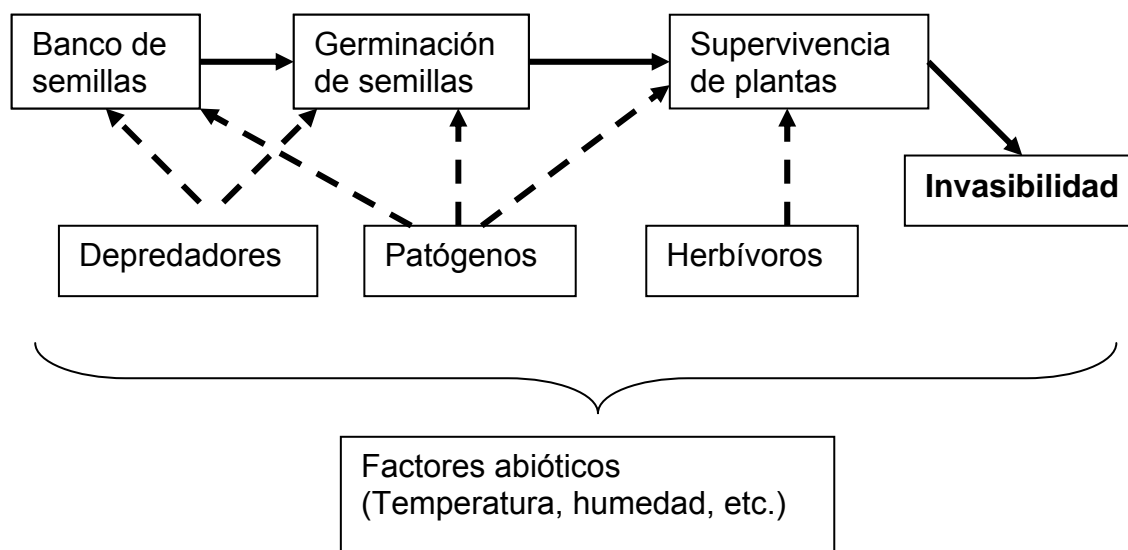 Banco de
semillas
Germinación
de semillas
Supervivencia
de plantas
Invasibilidad
Depredadores
Patógenos
Herbívoros
Factores abióticos
(Temperatura, humedad, etc.)